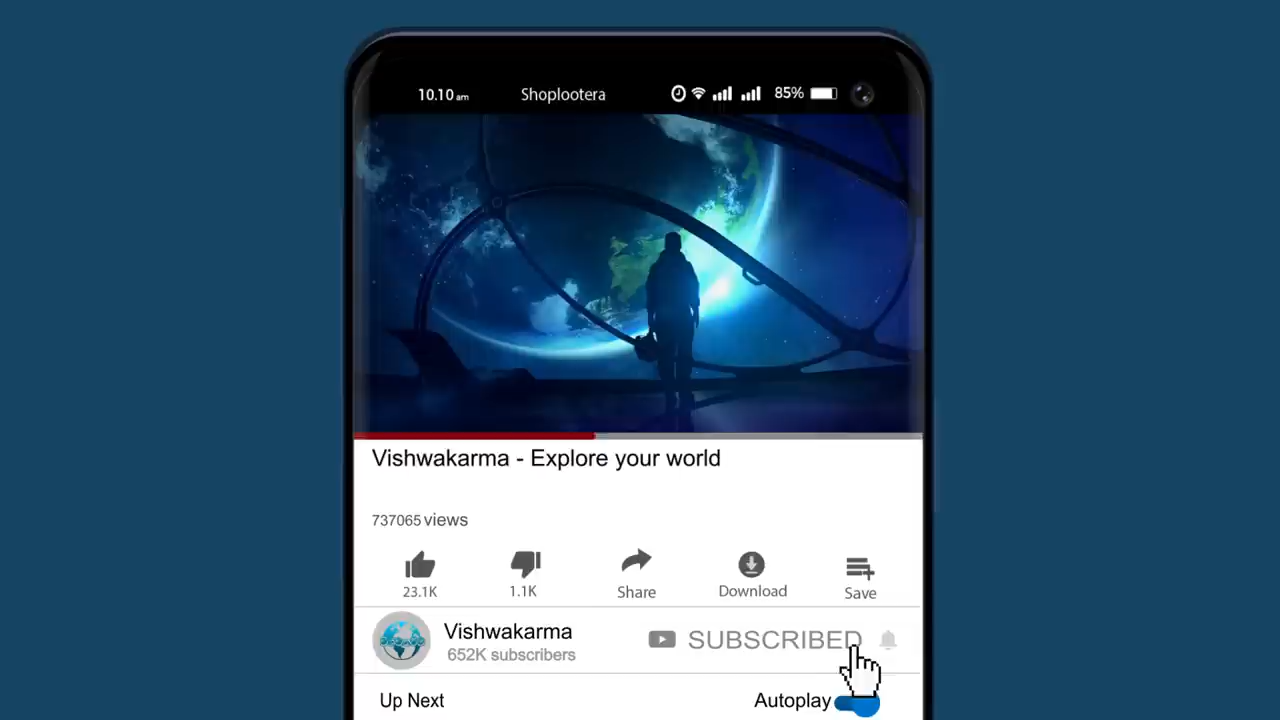 10.10 am Shoplootera 85%
Vishwakarma - Explore your world
737065 views
23.1K 1.1K Share Download Save
Vishwakarma
652K subscribers
SUBSCRIBED
Up Next Autoplay